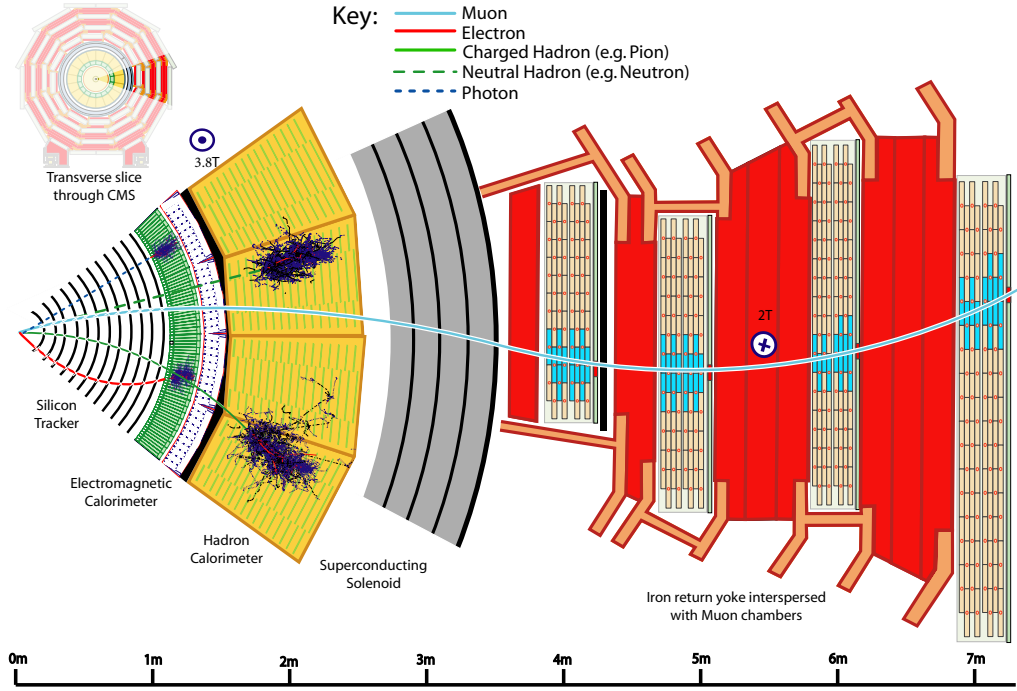 Key:
Muon
Electron
Charged Hadron (e.g. Pion)
Neutral Hadron (e.g. Neutron)
Photon
Transverse slice
through CMS
3.8T
2T
Silicon
Tracker
Electromagnetic
Calorimeter
Hadron
Calorimeter
Superconducting
Solenoid
Iron return yoke interspersed
with Muon chambers
0m 1m 2m 3m 4m 5m 6m 7m